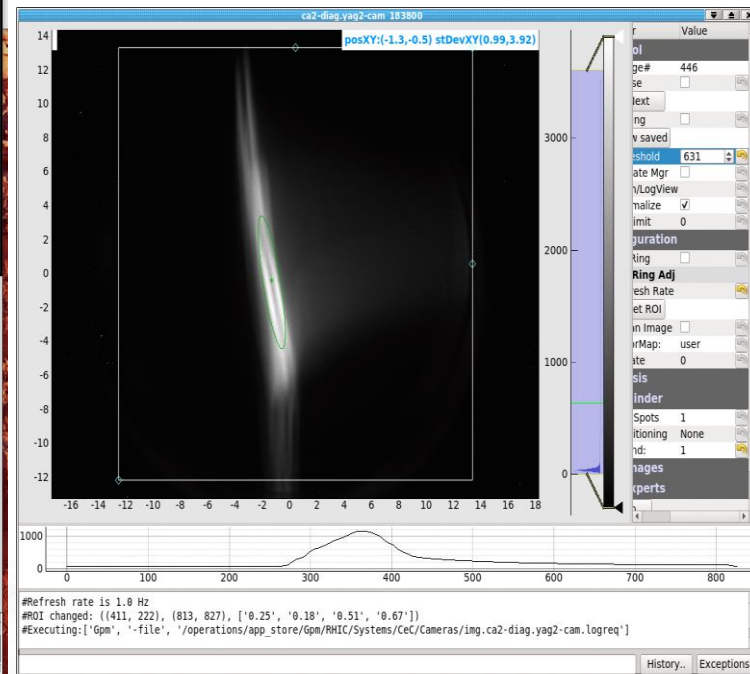 ca2-diag.yag2-cam 183800
posXY:(-1.3,-0.5) stDevXY(0.99,3.92)
14
12
10
8
6
4
2
0
-2
-4
-6
-8
-10
-12
-16 -14 -12 -10 -8 -6 -4 -2 0 2 4 6 8 10 12 14 16 18
3000
2000
1000
0
r Value
ol
ge# 446
se
lext
ng
w saved
eshold 631
ate Mgr
n/LogView
malize
imit 0
guration
Ring
Ring Adj
resh Rate
et ROI
an Image
orMap: user
ate 0
sis
inder
Spots 1
itioning None
nd: 1
nages
xperts
1000
0
0 100 200 300 400 500 600 700 800
#Refresh rate is 1.0 Hz
#ROI changed: ((411, 222), (813, 827), ['0.25', '0.18', '0.51', '0.67'])
#Executing:['Gpm', '-file', '/operations/app_store/Gpm/RHIC/Systems/CeC/Cameras/img.ca2-diag.yag2-cam.logreq']
History.. Exceptions